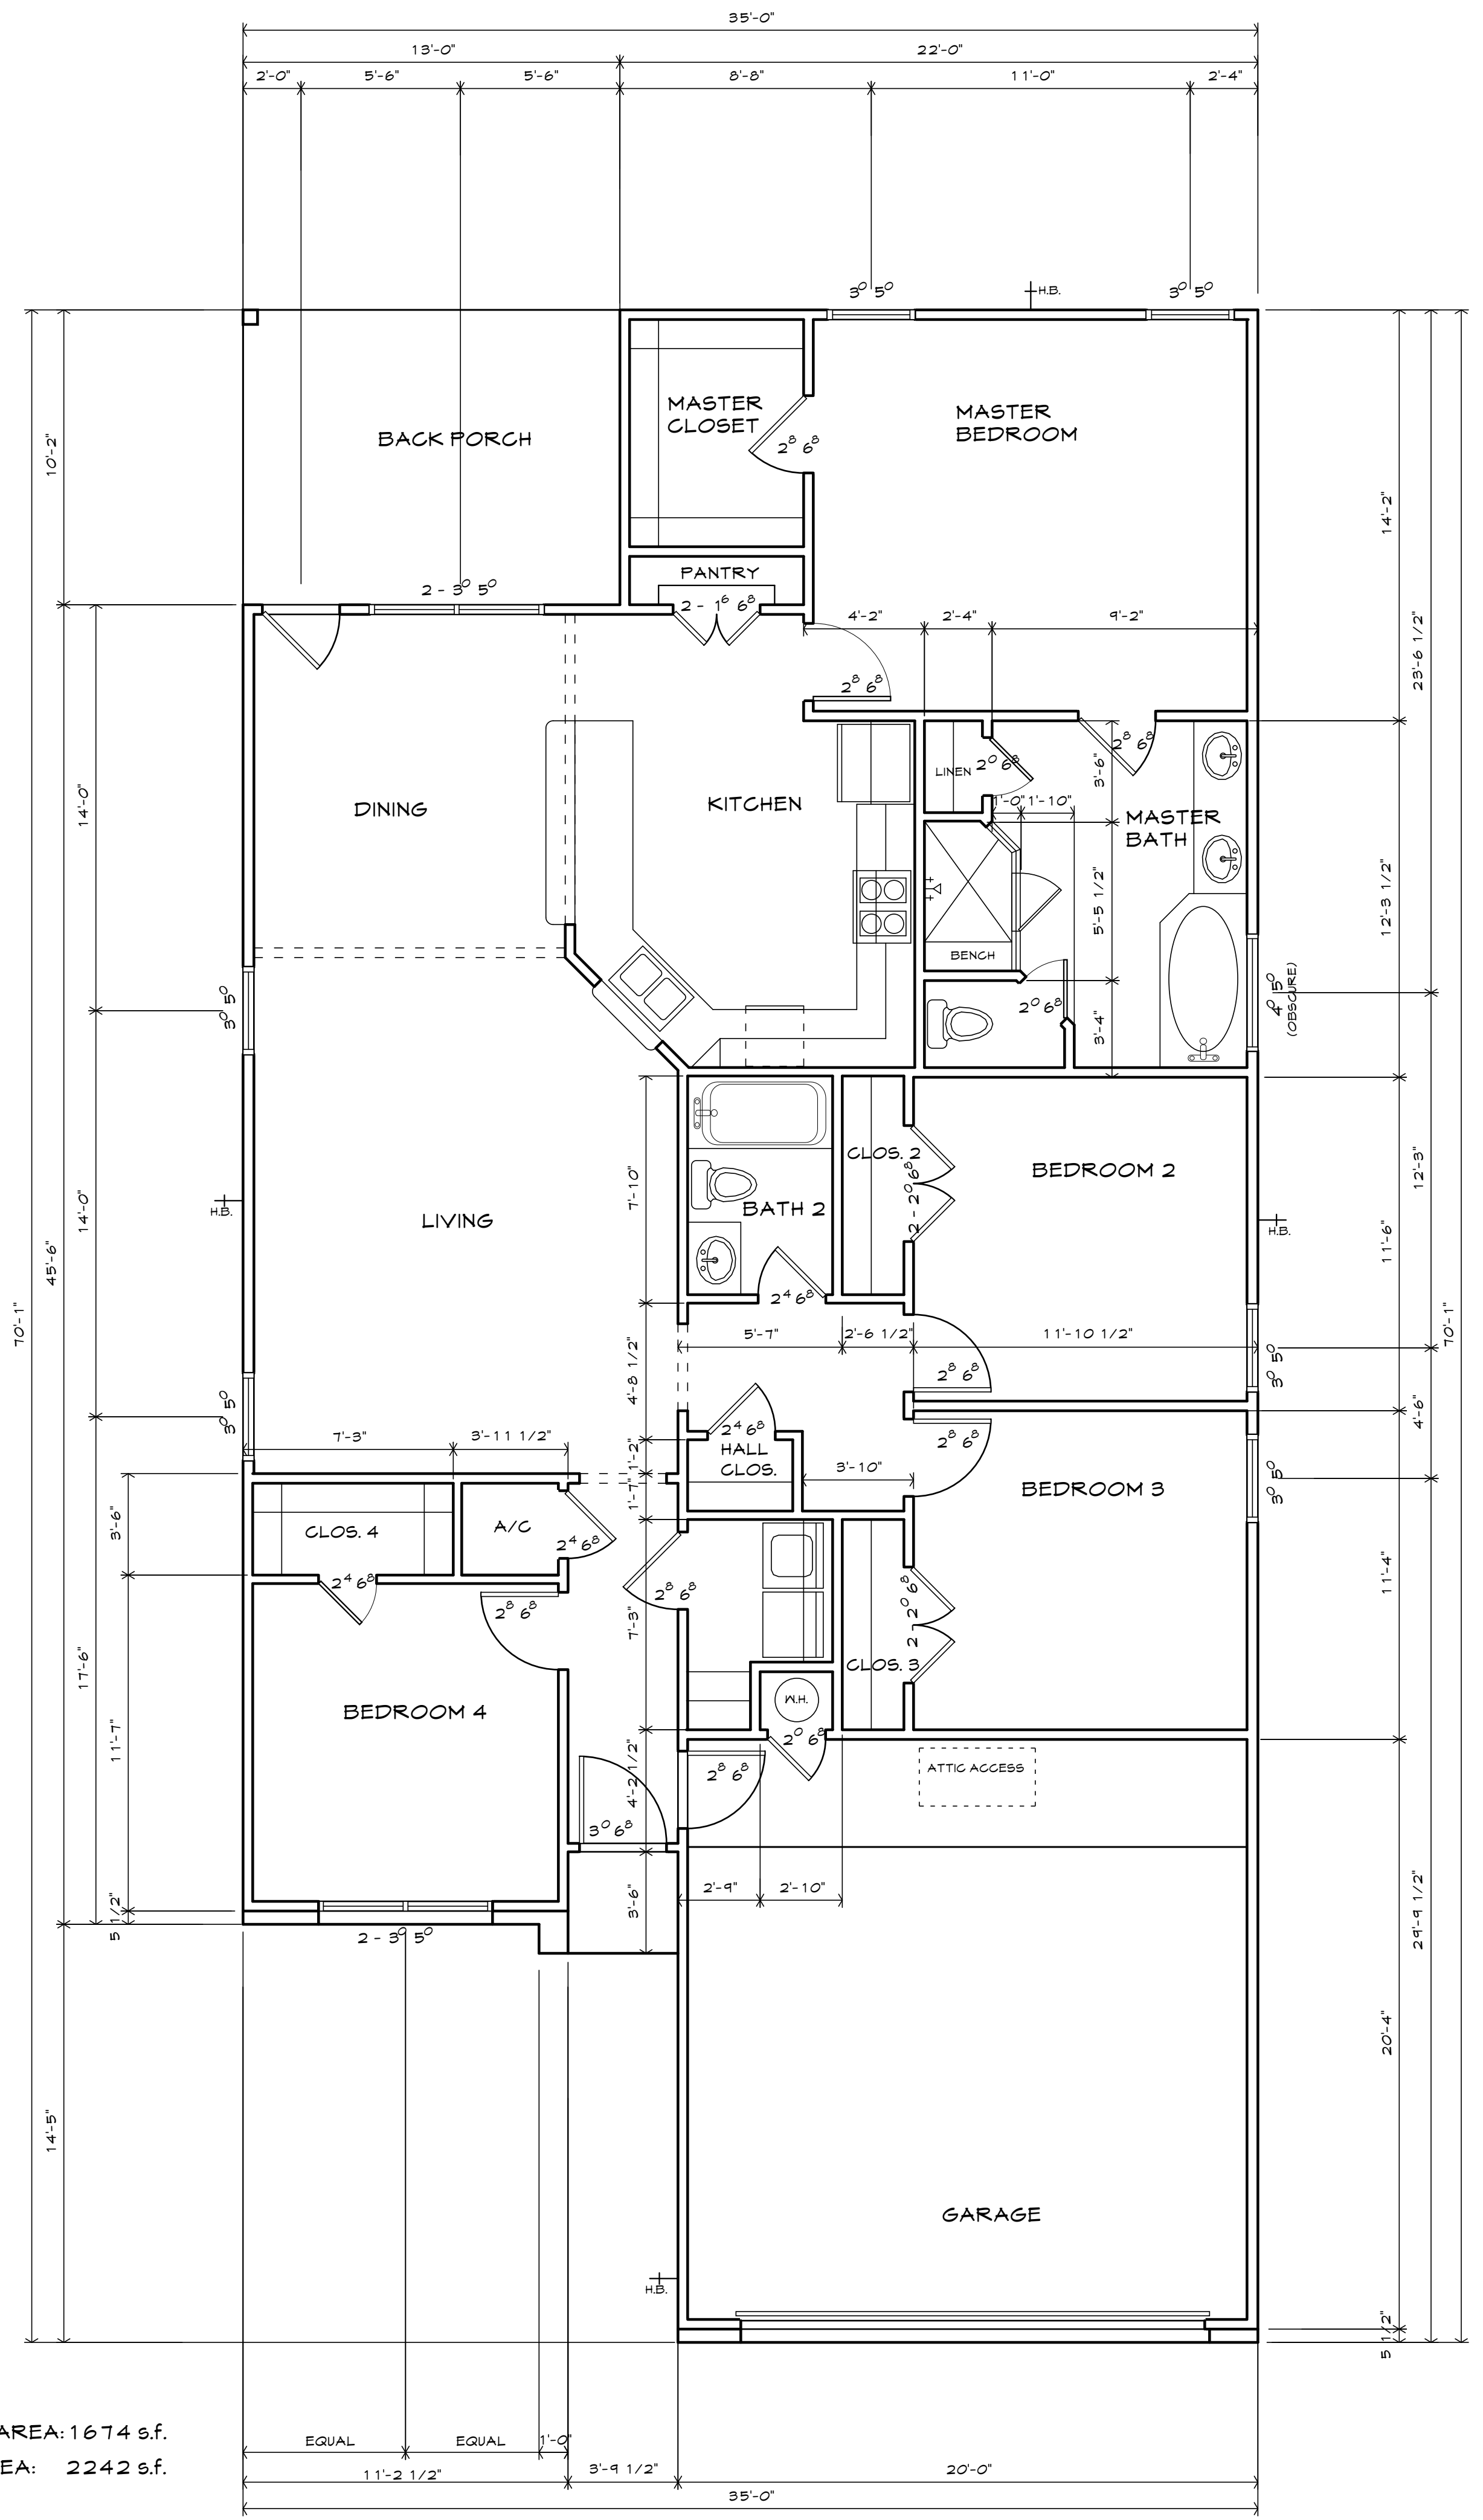 35'-0"
13'-0" 22'-0"
2'-0" 5'-6" 5'-6" 8'-8" 11'-0" 2'-4"
3⁰ 5⁰ H.B. 3⁰ 5⁰
MASTER
CLOSET
MASTER
BEDROOM
BACK PORCH
2⁸ 6⁸
10'-2"
14'-2"
PANTRY
2 - 3⁰ 5⁰
2 - 1⁶ 6⁸
4'-2" 2'-4" 9'-2"
23'-6 1/2"
2⁸ 6⁸
2⁸ 6⁸
LINEN 2⁰ 6⁸
3'-6"
1'-0" 1'-10"
14'-0"
DINING
KITCHEN
MASTER
BATH
5'-5 1/2"
12'-3 1/2"
BENCH
3⁰ 5⁰
2⁰ 6⁸
3'-4"
4⁰ 5⁰
(OBSCURE)
CLOS. 2
BEDROOM 2
12'-3"
7'-10"
2 - 2⁰ 6⁸
BATH 2
14'-0"
H.B.
LIVING
H.B.
45'-6"
11'-6"
2⁴ 6⁸
70'-1"
70'-1"
5'-7" 2'-6 1/2" 11'-10 1/2"
4'-8 1/2"
2⁸ 6⁸
3⁰ 5⁰
3⁰ 5⁰
4'-6"
7'-3" 3'-11 1/2"
2⁴ 6⁸
HALL
CLOS.
2⁸ 6⁸
1'-2"
3'-10"
1'-7"
BEDROOM 3
3⁰ 5⁰
3'-6"
CLOS. 4
A/C
2⁴ 6⁸
2⁴ 6⁸
2⁸ 6⁸
2⁸ 6⁸
2 - 2⁰ 6⁸
11'-4"
7'-3"
17'-6"
CLOS. 3
BEDROOM 4
W.H.
11'-7"
2⁰ 6⁸
4'-2 1/2"
2⁸ 6⁸
ATTIC ACCESS
3⁰ 6⁸
2'-9" 2'-10"
3'-6"
5 1/2"
2 - 3⁰ 5⁰
29'-9 1/2"
20'-4"
14'-5"
GARAGE
H.B.
5 1/2"
AREA: 1674 s.f.
EA: 2242 s.f.
EQUAL EQUAL 1'-0"
11'-2 1/2" 3'-9 1/2" 20'-0"
35'-0"